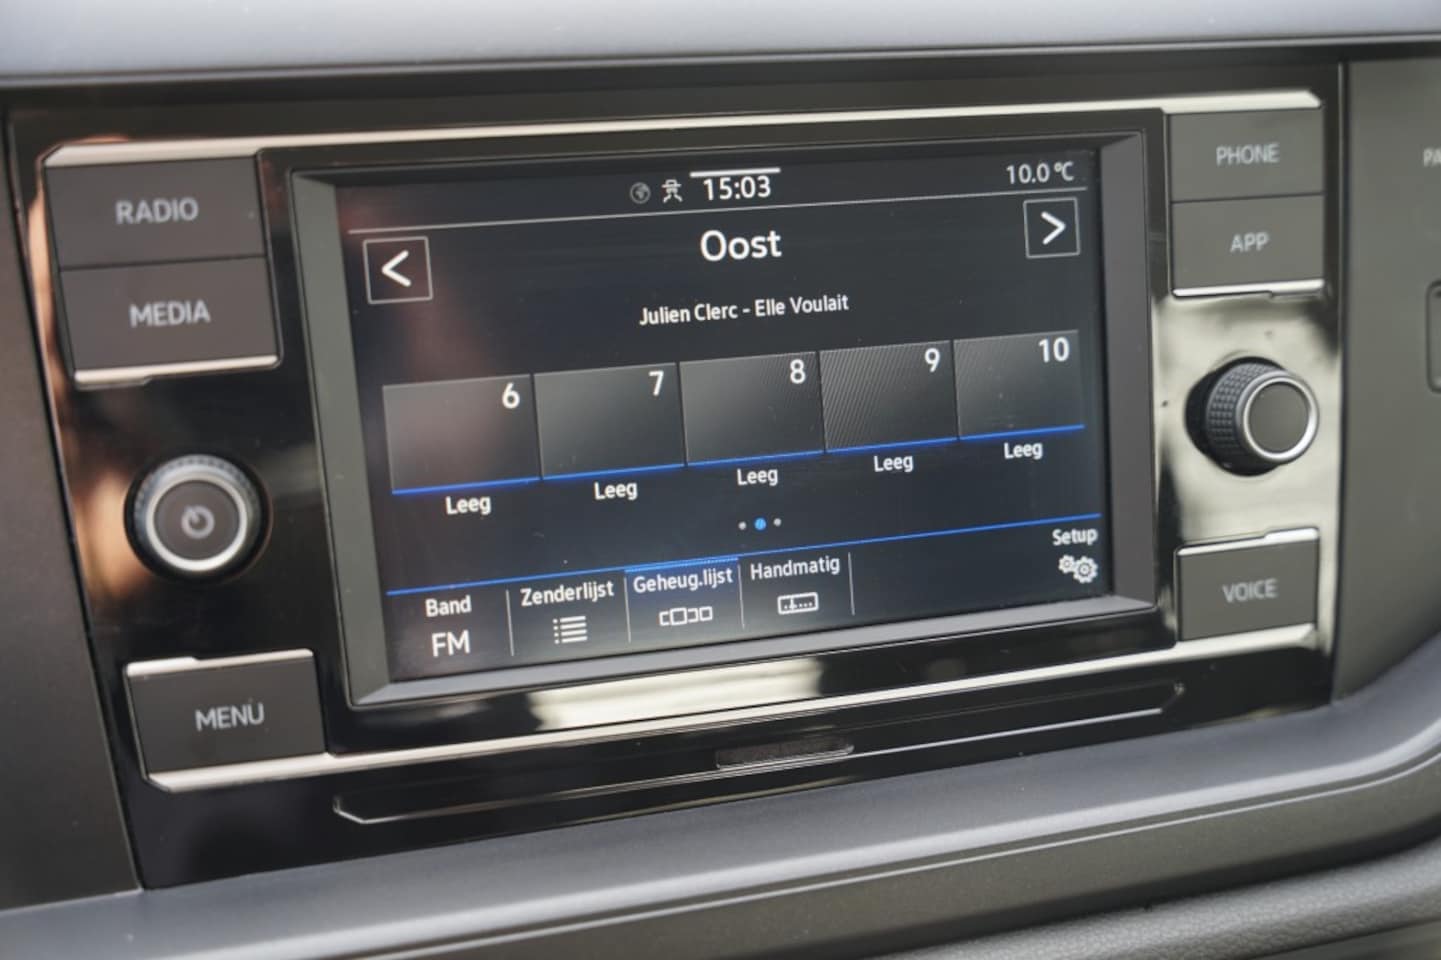 RADIO
MEDIA
MENU
15:03
10.0 °C
<
Oost
>
Julien Clerc - Elle Voulait
6 7 8 9 10
Leeg Leeg Leeg Leeg Leeg
Band
FM
Zenderlijst
Geheug.lijst
Handmatig
Setup
PHONE
APP
VOICE
PA